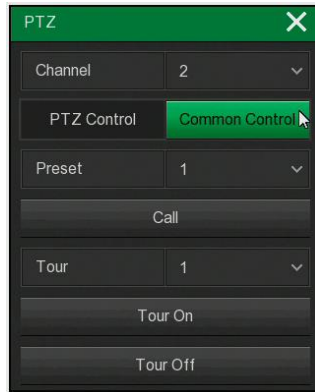 PTZ
Channel 2
PTZ Control Common Control
Preset 1
Call
Tour 1
Tour On
Tour Off